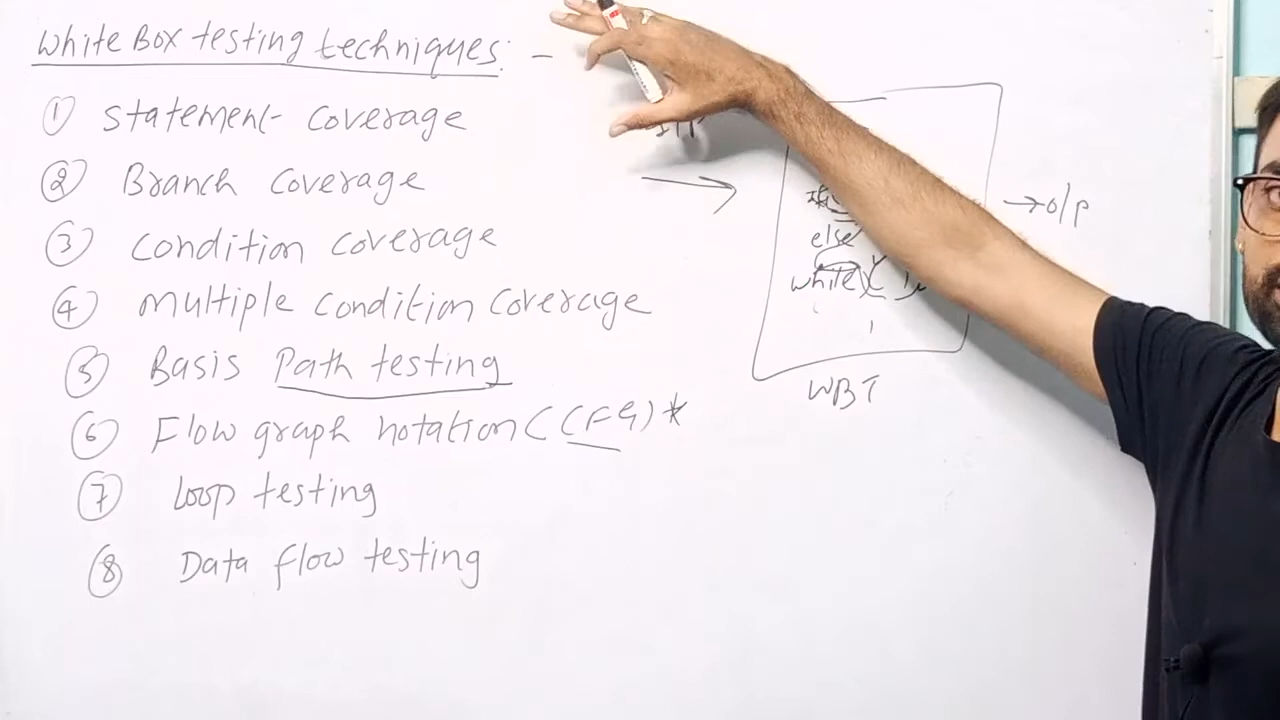 White Box testing techniques: -
① Statement coverage
② Branch coverage
③ condition coverage
④ multiple condition coverage
⑤ Basis Path testing
⑥ Flow graph notation (CFG)*
⑦ Loop testing
⑧ Data flow testing
→ o/p
else
while (
WBT